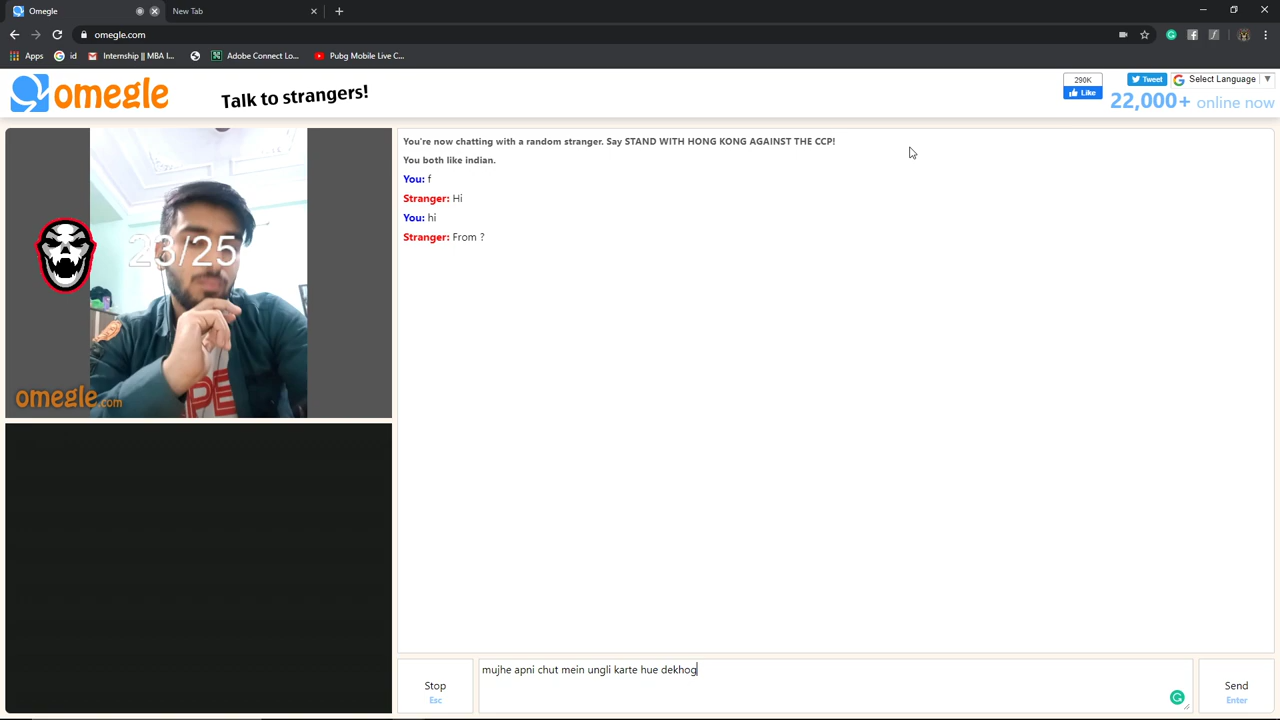 Omegle
New Tab
omegle.com
Apps
id
Internship || MBA I...
Adobe Connect Lo...
Pubg Mobile Live C...
omegle
Talk to strangers!
290K
Like
Tweet
Select Language
22,000+ online now
You're now chatting with a random stranger. Say STAND WITH HONG KONG AGAINST THE CCP!
You both like indian.
You: f
Stranger: Hi
You: hi
Stranger: From ?
23/25
PE
omegle.com
Stop
Esc
mujhe apni chut mein ungli karte hue dekhog
Send
Enter